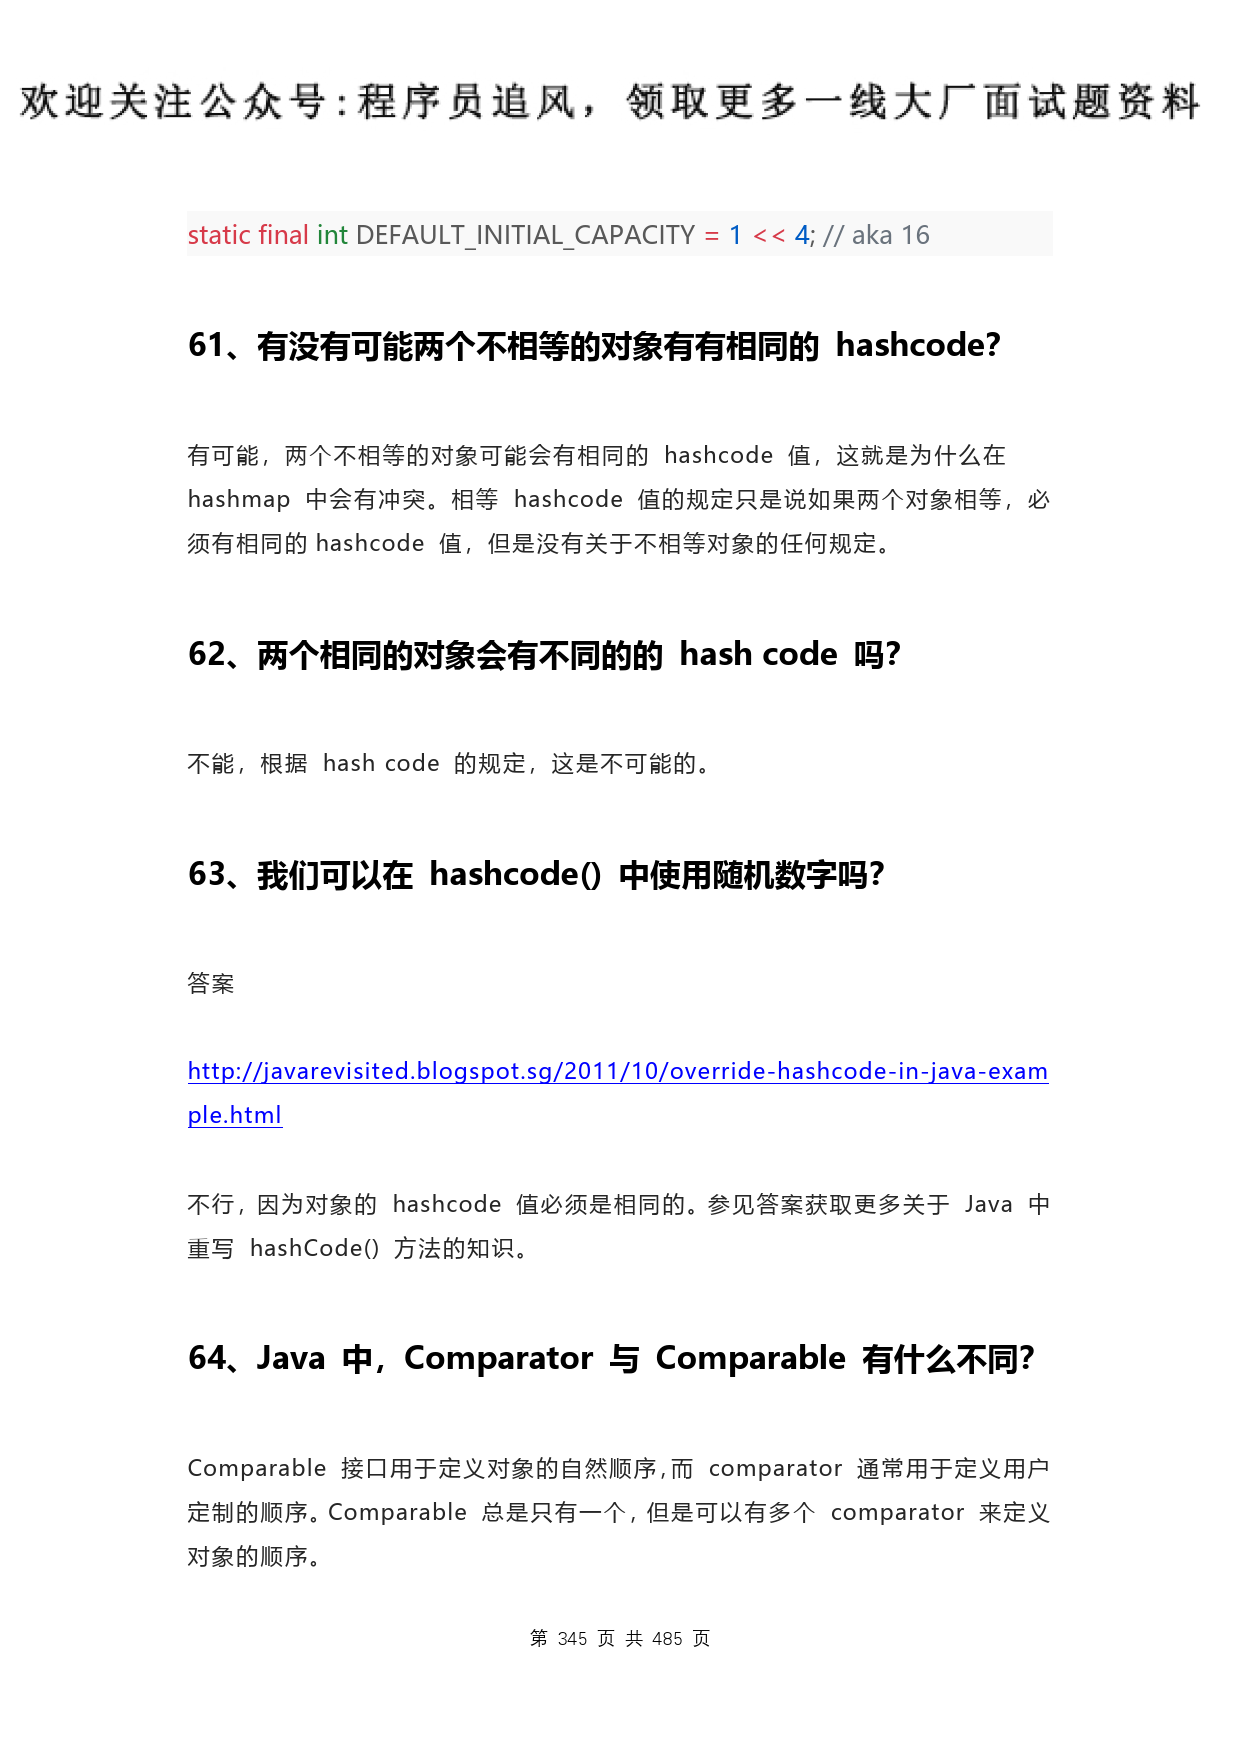 欢迎关注公众号:程序员追风，领取更多一线大厂面试题资料
static final int DEFAULT_INITIAL_CAPACITY = 1 << 4; // aka 16
61、有没有可能两个不相等的对象有有相同的 hashcode？
有可能，两个不相等的对象可能会有相同的 hashcode 值，这就是为什么在
hashmap 中会有冲突。相等 hashcode 值的规定只是说如果两个对象相等，必
须有相同的 hashcode 值，但是没有关于不相等对象的任何规定。
62、两个相同的对象会有不同的的 hash code 吗？
不能，根据 hash code 的规定，这是不可能的。
63、我们可以在 hashcode() 中使用随机数字吗？
答案
http://javarevisited.blogspot.sg/2011/10/override-hashcode-in-java-exam
ple.html
不行，因为对象的 hashcode 值必须是相同的。参见答案获取更多关于 Java 中
重写 hashCode() 方法的知识。
64、Java 中，Comparator 与 Comparable 有什么不同？
Comparable 接口用于定义对象的自然顺序，而 comparator 通常用于定义用户
定制的顺序。Comparable 总是只有一个，但是可以有多个 comparator 来定义
对象的顺序。
第 345 页 共 485 页